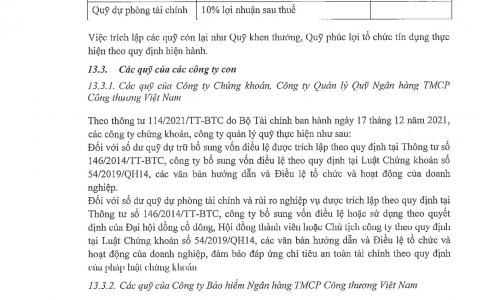 Quỹ dự phòng tài chính 10% lợi nhuận sau thuế
Việc trích lập các quỹ còn lại như Quỹ khen thưởng, Quỹ phúc lợi tổ chức tín dụng thực
hiện theo quy định hiện hành.
13.3. Các quỹ của các công ty con
13.3.1. Các quỹ của Công ty Chứng khoán, Công ty Quản lý Quỹ Ngân hàng TMCP
Công thương Việt Nam
Theo thông tư 114/2021/TT-BTC do Bộ Tài chính ban hành ngày 17 tháng 12 năm 2021,
các công ty chứng khoán, công ty quản lý quỹ thực hiện như sau:
Đối với số dư quỹ dự trữ bổ sung vốn điều lệ được trích lập theo quy định tại Thông tư số
146/2014/TT-BTC, công ty bổ sung vốn điều lệ theo quy định tại Luật Chứng khoán số
54/2019/QH14, các văn bản hướng dẫn và Điều lệ tổ chức và hoạt động của doanh
nghiệp.
Đối với số dư quỹ dự phòng tài chính và rủi ro nghiệp vụ được trích lập theo quy định tại
Thông tư số 146/2014/TT-BTC, công ty bổ sung vốn điều lệ hoặc sử dụng theo quyết
định của Đại hội đồng cổ đông, Hội đồng thành viên hoặc Chủ tịch công ty theo quy định
tại Luật Chứng khoán số 54/2019/QH14, các văn bản hướng dẫn và Điều lệ tổ chức và
hoạt động của doanh nghiệp, đảm bảo đáp ứng chỉ tiêu an toàn tài chính theo quy định
của pháp luật chứng khoán
13.3.2. Các quỹ của Công ty Bảo hiểm Ngân hàng TMCP Công thương Việt Nam